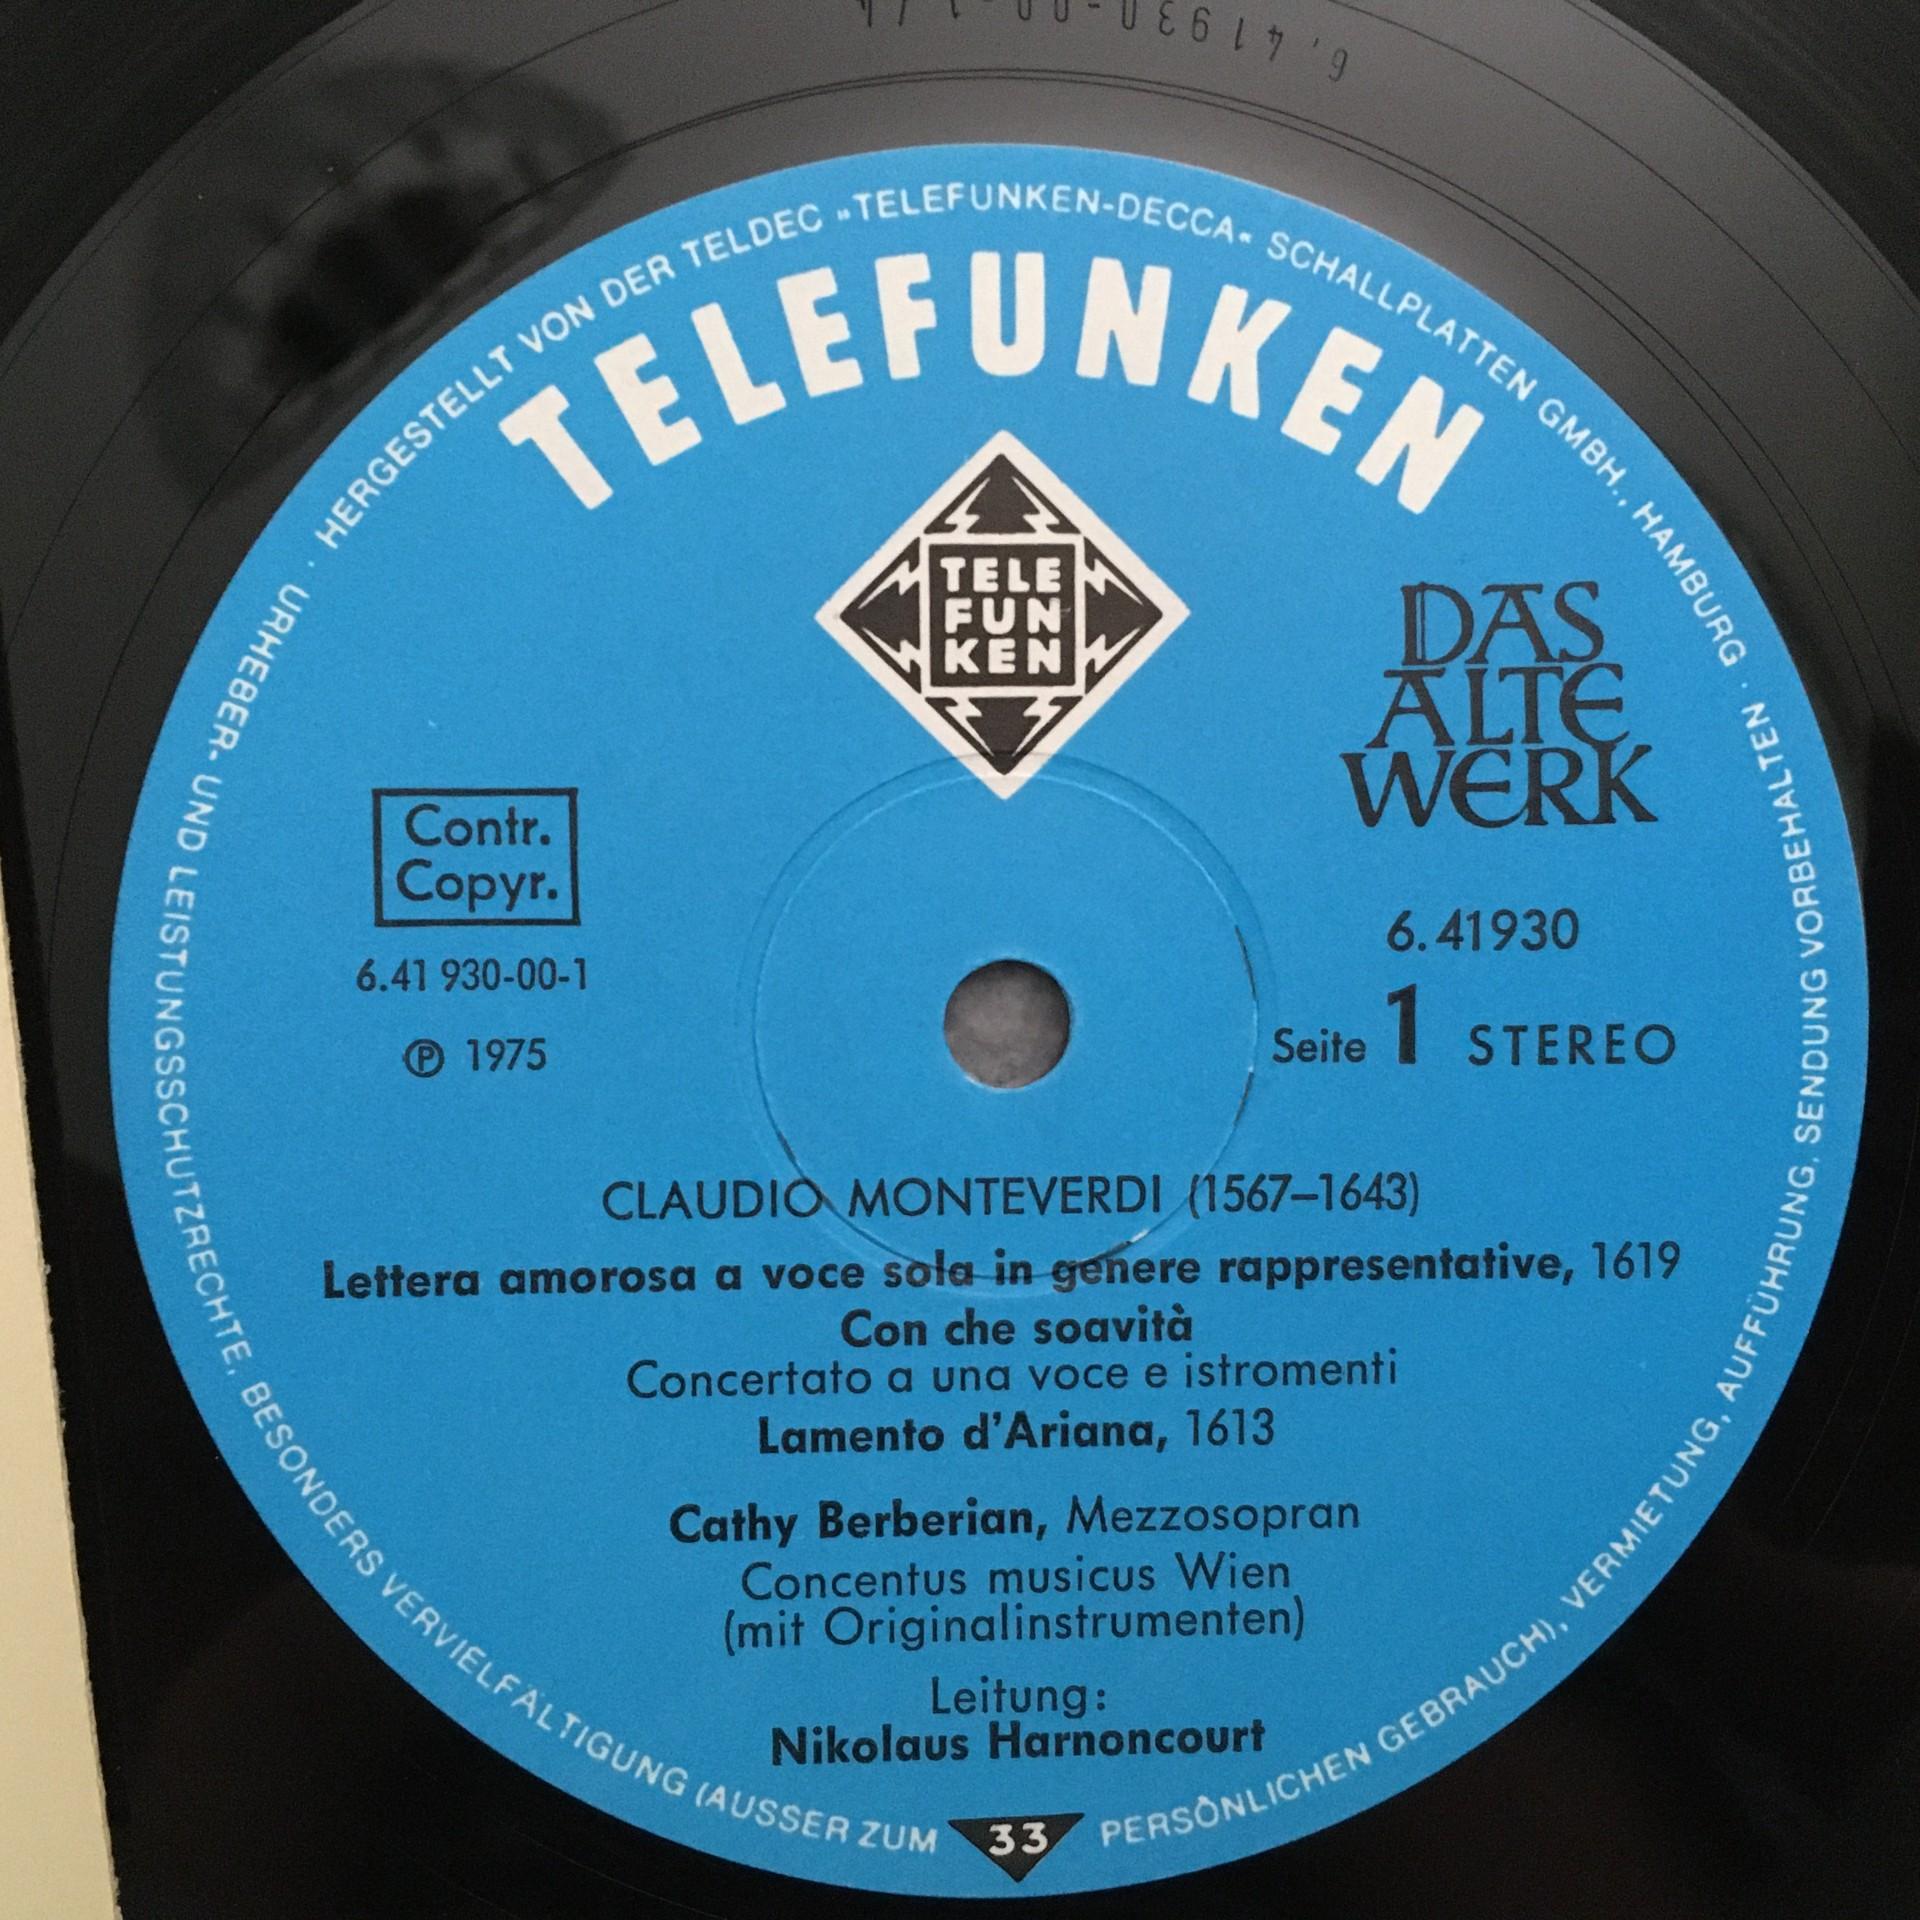 6.41930-00-1
HERGESTELLT VON DER TELDEC »TELEFUNKEN-DECCA« SCHALLPLATTEN GMBH., HAMBURG · URHEBER- UND LEISTUNGSSCHUTZRECHTE, BESONDERS VERVIELFÄLTIGUNG (AUSSER ZUM PERSÖNLICHEN GEBRAUCH), VERMIETUNG, AUFFÜHRUNG, SENDUNG VORBEHALTEN ·
TELEFUNKEN
TELE
FUN
KEN
DAS
ALTE
WERK
Contr.
Copyr.
6.41 930-00-1
℗ 1975
6.41930
Seite 1 STEREO
CLAUDIO MONTEVERDI (1567–1643)
Lettera amorosa a voce sola in genere rappresentative, 1619
Con che soavità
Concertato a una voce e istromenti
Lamento d'Ariana, 1613
Cathy Berberian, Mezzosopran
Concentus musicus Wien
(mit Originalinstrumenten)
Leitung:
Nikolaus Harnoncourt
33